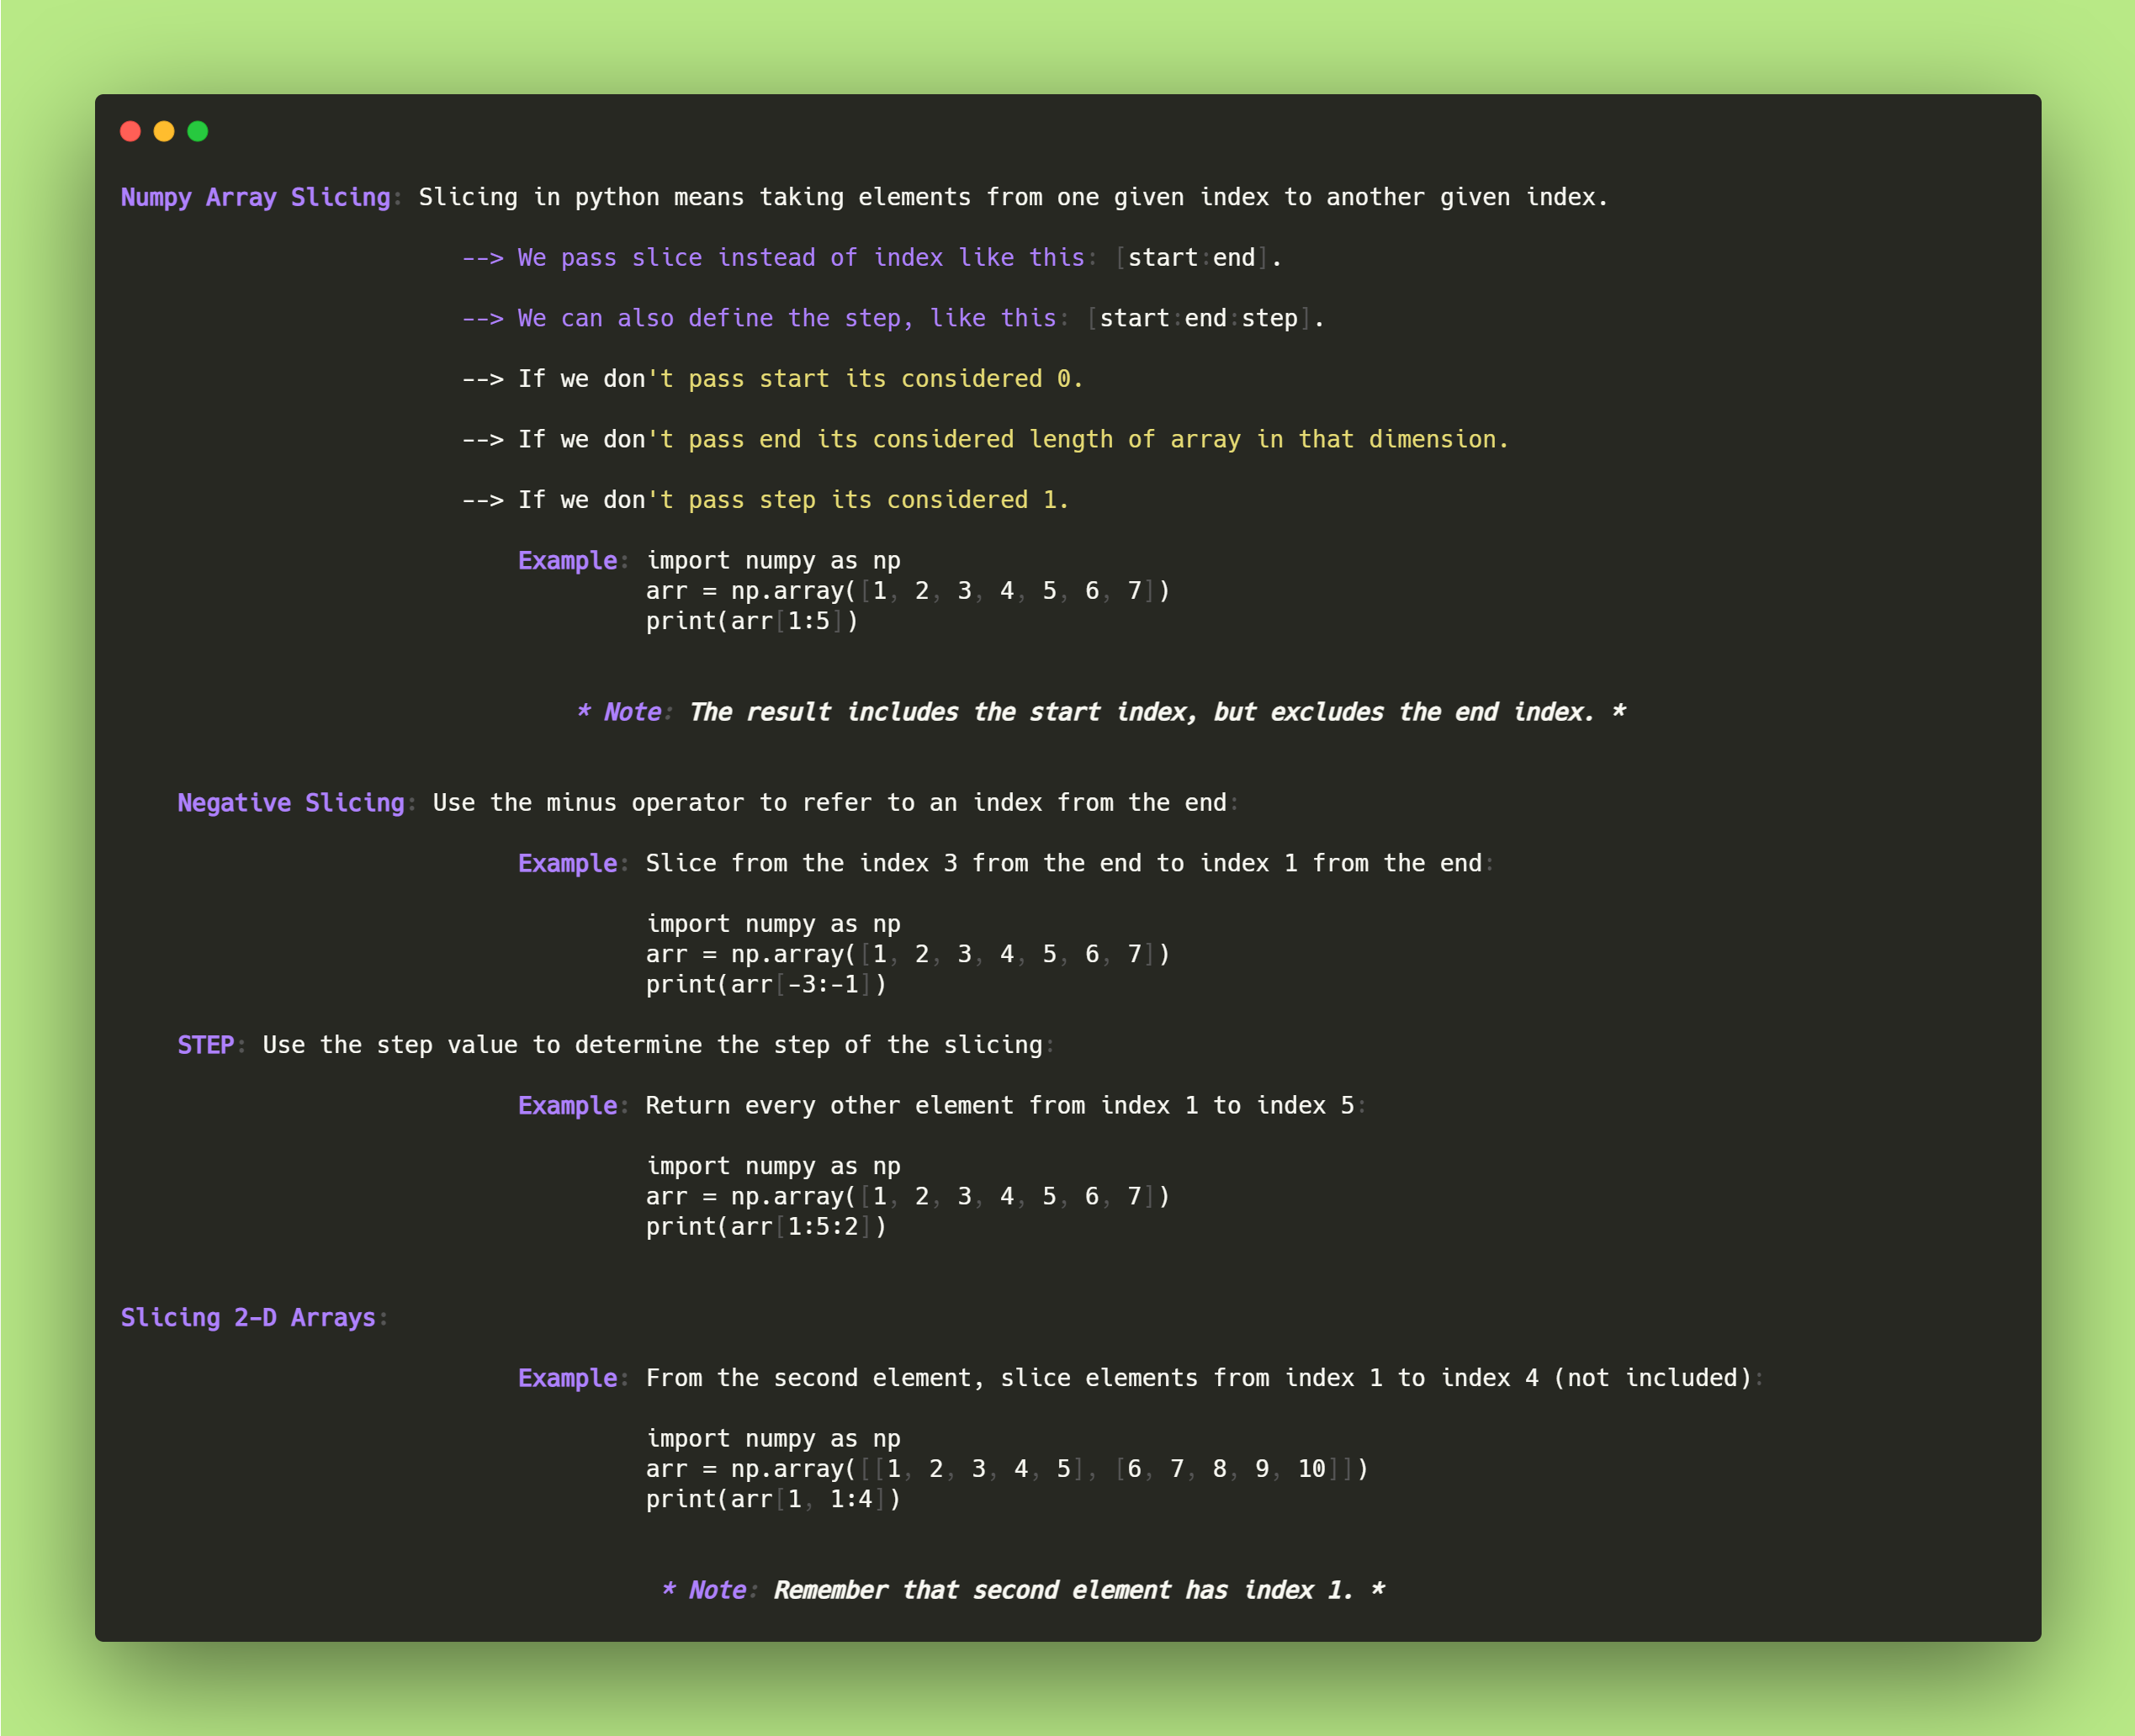 Numpy Array Slicing: Slicing in python means taking elements from one given index to another given index.
--> We pass slice instead of index like this: [start:end].
--> We can also define the step, like this: [start:end:step].
--> If we don't pass start its considered 0.
--> If we don't pass end its considered length of array in that dimension.
--> If we don't pass step its considered 1.
Example: import numpy as np
arr = np.array([1, 2, 3, 4, 5, 6, 7])
print(arr[1:5])
* Note: The result includes the start index, but excludes the end index. *
Negative Slicing: Use the minus operator to refer to an index from the end:
Example: Slice from the index 3 from the end to index 1 from the end:
import numpy as np
arr = np.array([1, 2, 3, 4, 5, 6, 7])
print(arr[-3:-1])
STEP: Use the step value to determine the step of the slicing:
Example: Return every other element from index 1 to index 5:
import numpy as np
arr = np.array([1, 2, 3, 4, 5, 6, 7])
print(arr[1:5:2])
Slicing 2-D Arrays:
Example: From the second element, slice elements from index 1 to index 4 (not included):
import numpy as np
arr = np.array([[1, 2, 3, 4, 5], [6, 7, 8, 9, 10]])
print(arr[1, 1:4])
* Note: Remember that second element has index 1. *